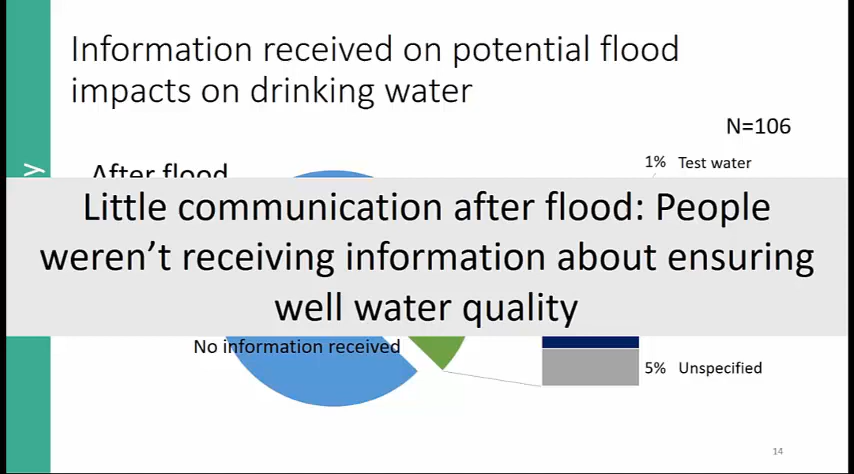 Information received on potential flood
impacts on drinking water
N=106
1% Test water
After flood
y
Little communication after flood: People
weren’t receiving information about ensuring
well water quality
No information received
5% Unspecified
14